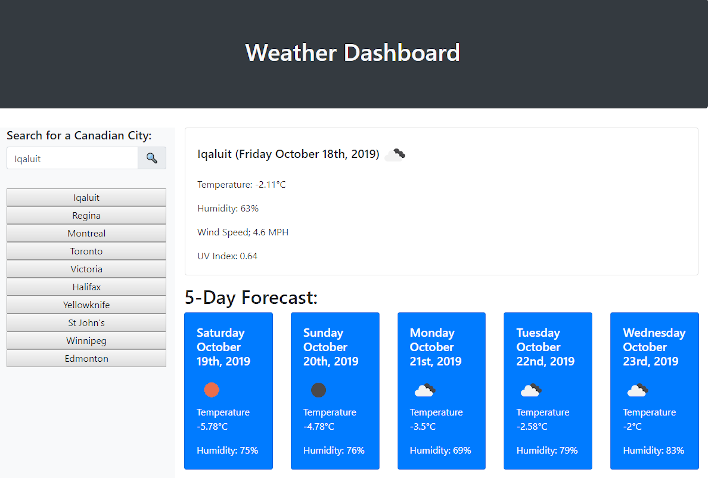 Weather Dashboard
Search for a Canadian City:
Iqaluit
Iqaluit
Regina
Montreal
Toronto
Victoria
Halifax
Yellowknife
St John's
Winnipeg
Edmonton
Iqaluit (Friday October 18th, 2019)
Temperature: -2.11°C
Humidity: 63%
Wind Speed: 4.6 MPH
UV Index: 0.64
5-Day Forecast:
Saturday
October
19th, 2019
Temperature
-5.78°C
Humidity: 75%
Sunday
October
20th, 2019
Temperature
-4.78°C
Humidity: 76%
Monday
October
21st, 2019
Temperature
-3.5°C
Humidity: 69%
Tuesday
October
22nd, 2019
Temperature
-2.58°C
Humidity: 79%
Wednesday
October
23rd, 2019
Temperature
-2°C
Humidity: 83%